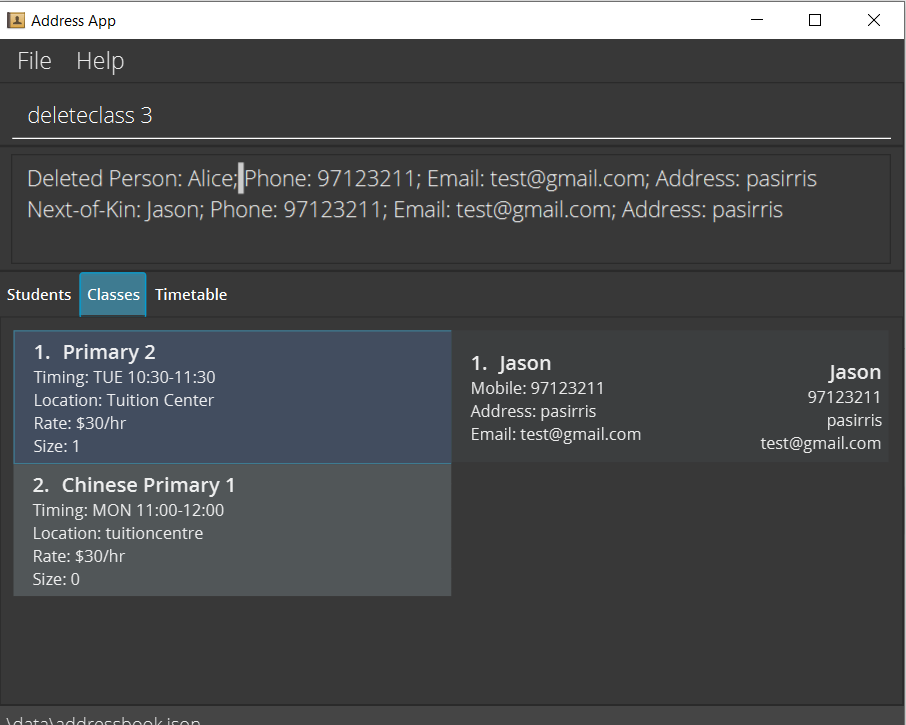 Address App
File Help
deleteclass 3
Deleted Person: Alice; Phone: 97123211; Email: test@gmail.com; Address: pasirris
Next-of-Kin: Jason; Phone: 97123211; Email: test@gmail.com; Address: pasirris
Students Classes Timetable
1. Primary 2
Timing: TUE 10:30-11:30
Location: Tuition Center
Rate: $30/hr
Size: 1
2. Chinese Primary 1
Timing: MON 11:00-12:00
Location: tuitioncentre
Rate: $30/hr
Size: 0
1. Jason
Mobile: 97123211
Address: pasirris
Email: test@gmail.com
Jason
97123211
pasirris
test@gmail.com
.\data\addressbook.json